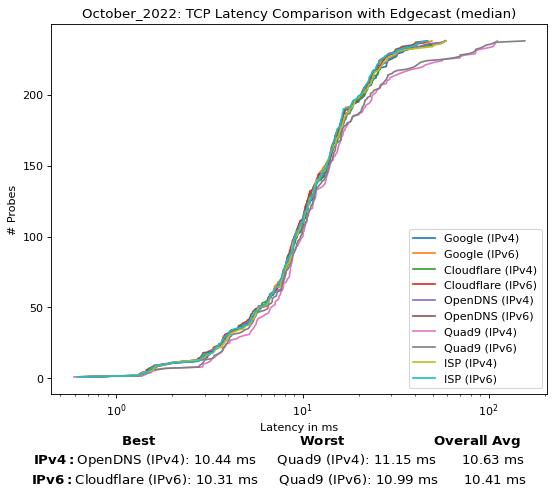 October_2022: TCP Latency Comparison with Edgecast (median)
# Probes
200
150
100
50
0
10^0
10^1
10^2
Latency in ms
Google (IPv4)
Google (IPv6)
Cloudflare (IPv4)
Cloudflare (IPv6)
OpenDNS (IPv4)
OpenDNS (IPv6)
Quad9 (IPv4)
Quad9 (IPv6)
ISP (IPv4)
ISP (IPv6)
Best Worst Overall Avg
IPv4: OpenDNS (IPv4): 10.44 ms Quad9 (IPv4): 11.15 ms 10.63 ms
IPv6: Cloudflare (IPv6): 10.31 ms Quad9 (IPv6): 10.99 ms 10.41 ms